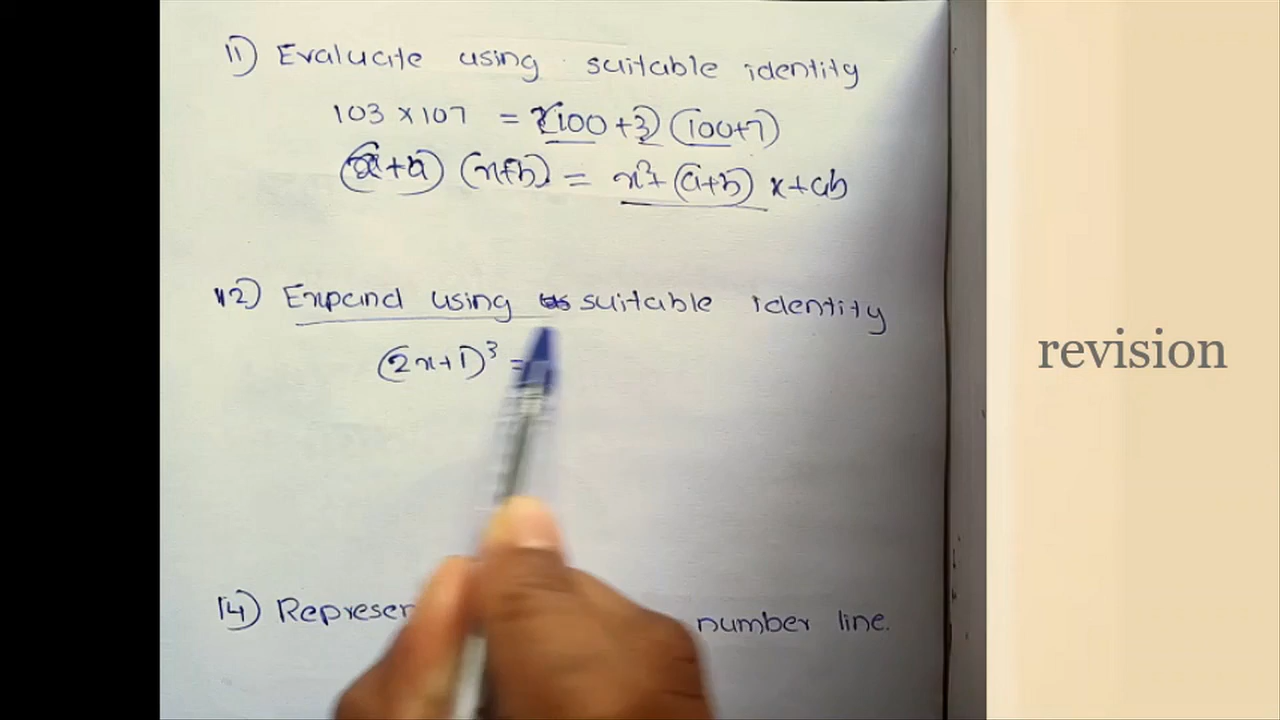 11) Evaluate using suitable identity
103 × 107 = (100 + 3) (100+7)
(x+a) (x+b) = x²+ (a+b) x + ab
12) Expand using suitable identity
(2x+1)³ =
14) number line.
revision